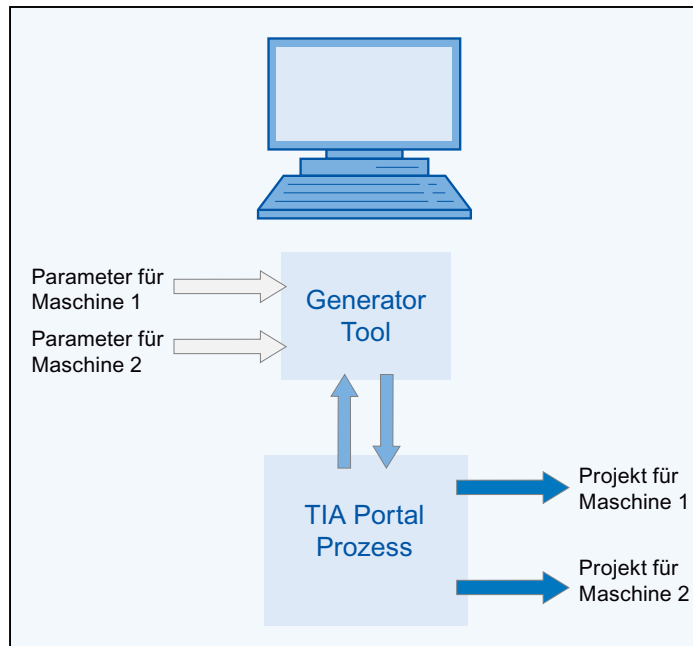 Parameter für
Maschine 1
Generator
Tool
Parameter für
Maschine 2
TIA Portal
Prozess
Projekt für
Maschine 1
Projekt für
Maschine 2